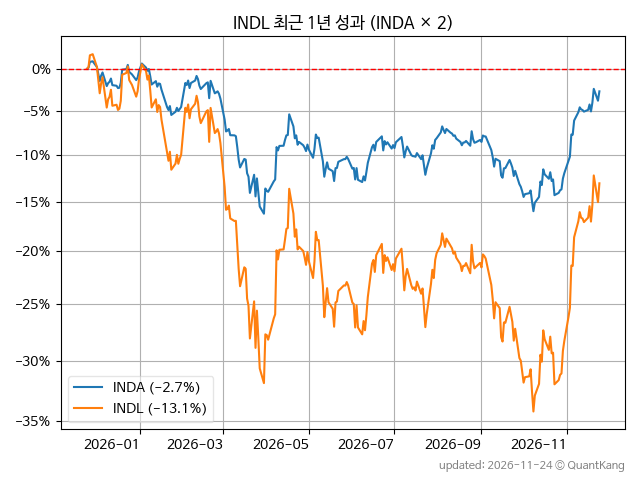 INDL 최근 1년 성과 (INDA × 2)
0%
−5%
−10%
−15%
−20%
−25%
−30%
−35%
INDA (−2.7%)
INDL (−13.1%)
2026-01 2026-03 2026-05 2026-07 2026-09 2026-11
updated: 2026-11-24 © QuantKang